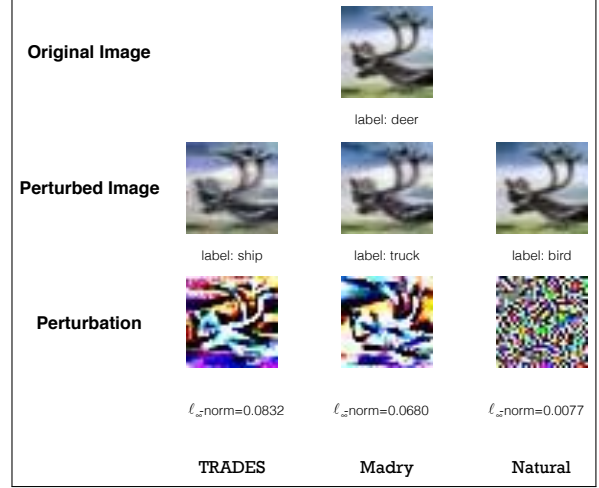 Original Image
label: deer
Perturbed Image
label: ship label: truck label: bird
Perturbation
ℓ∞-norm=0.0832 ℓ∞-norm=0.0680 ℓ∞-norm=0.0077
TRADES Madry Natural